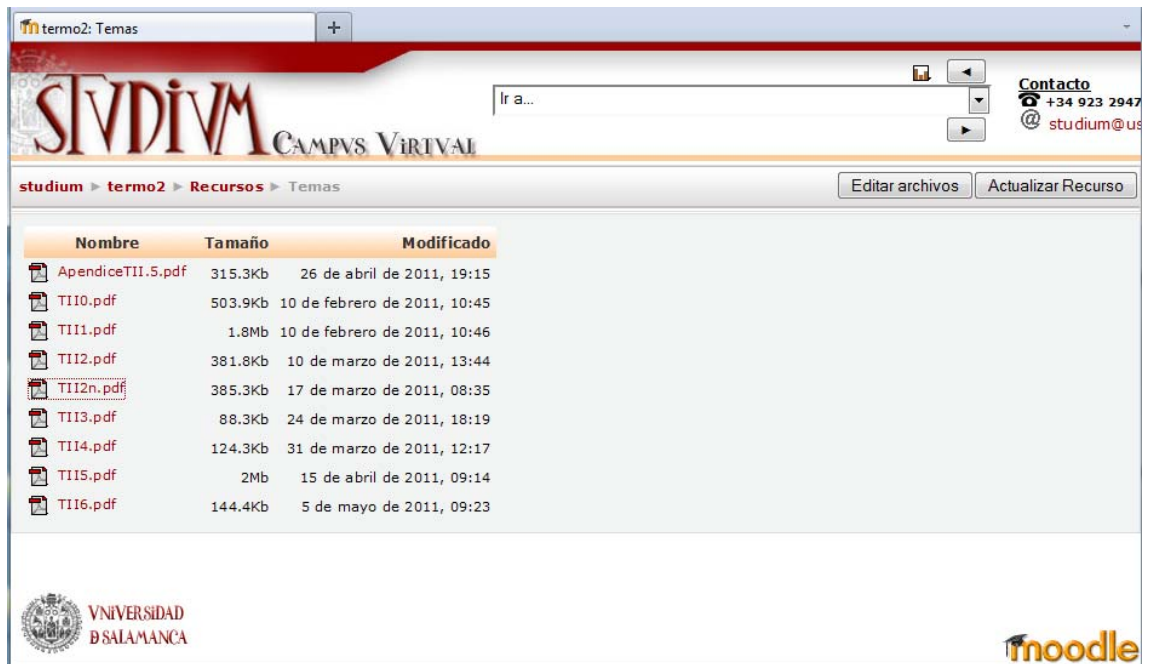 termo2: Temas
+
STVDIVM CAMPVS VIRTVAL
Ir a...
Contacto
+34 923 2947
@ studium@us
studium ► termo2 ► Recursos ► Temas
Editar archivos Actualizar Recurso
Nombre Tamaño Modificado
ApendiceTII.5.pdf 315.3Kb 26 de abril de 2011, 19:15
TII0.pdf 503.9Kb 10 de febrero de 2011, 10:45
TII1.pdf 1.8Mb 10 de febrero de 2011, 10:46
TII2.pdf 381.8Kb 10 de marzo de 2011, 13:44
TII2n.pdf 385.3Kb 17 de marzo de 2011, 08:35
TII3.pdf 88.3Kb 24 de marzo de 2011, 18:19
TII4.pdf 124.3Kb 31 de marzo de 2011, 12:17
TII5.pdf 2Mb 15 de abril de 2011, 09:14
TII6.pdf 144.4Kb 5 de mayo de 2011, 09:23
VNiVERSiDAD
D SALAMANCA
moodle